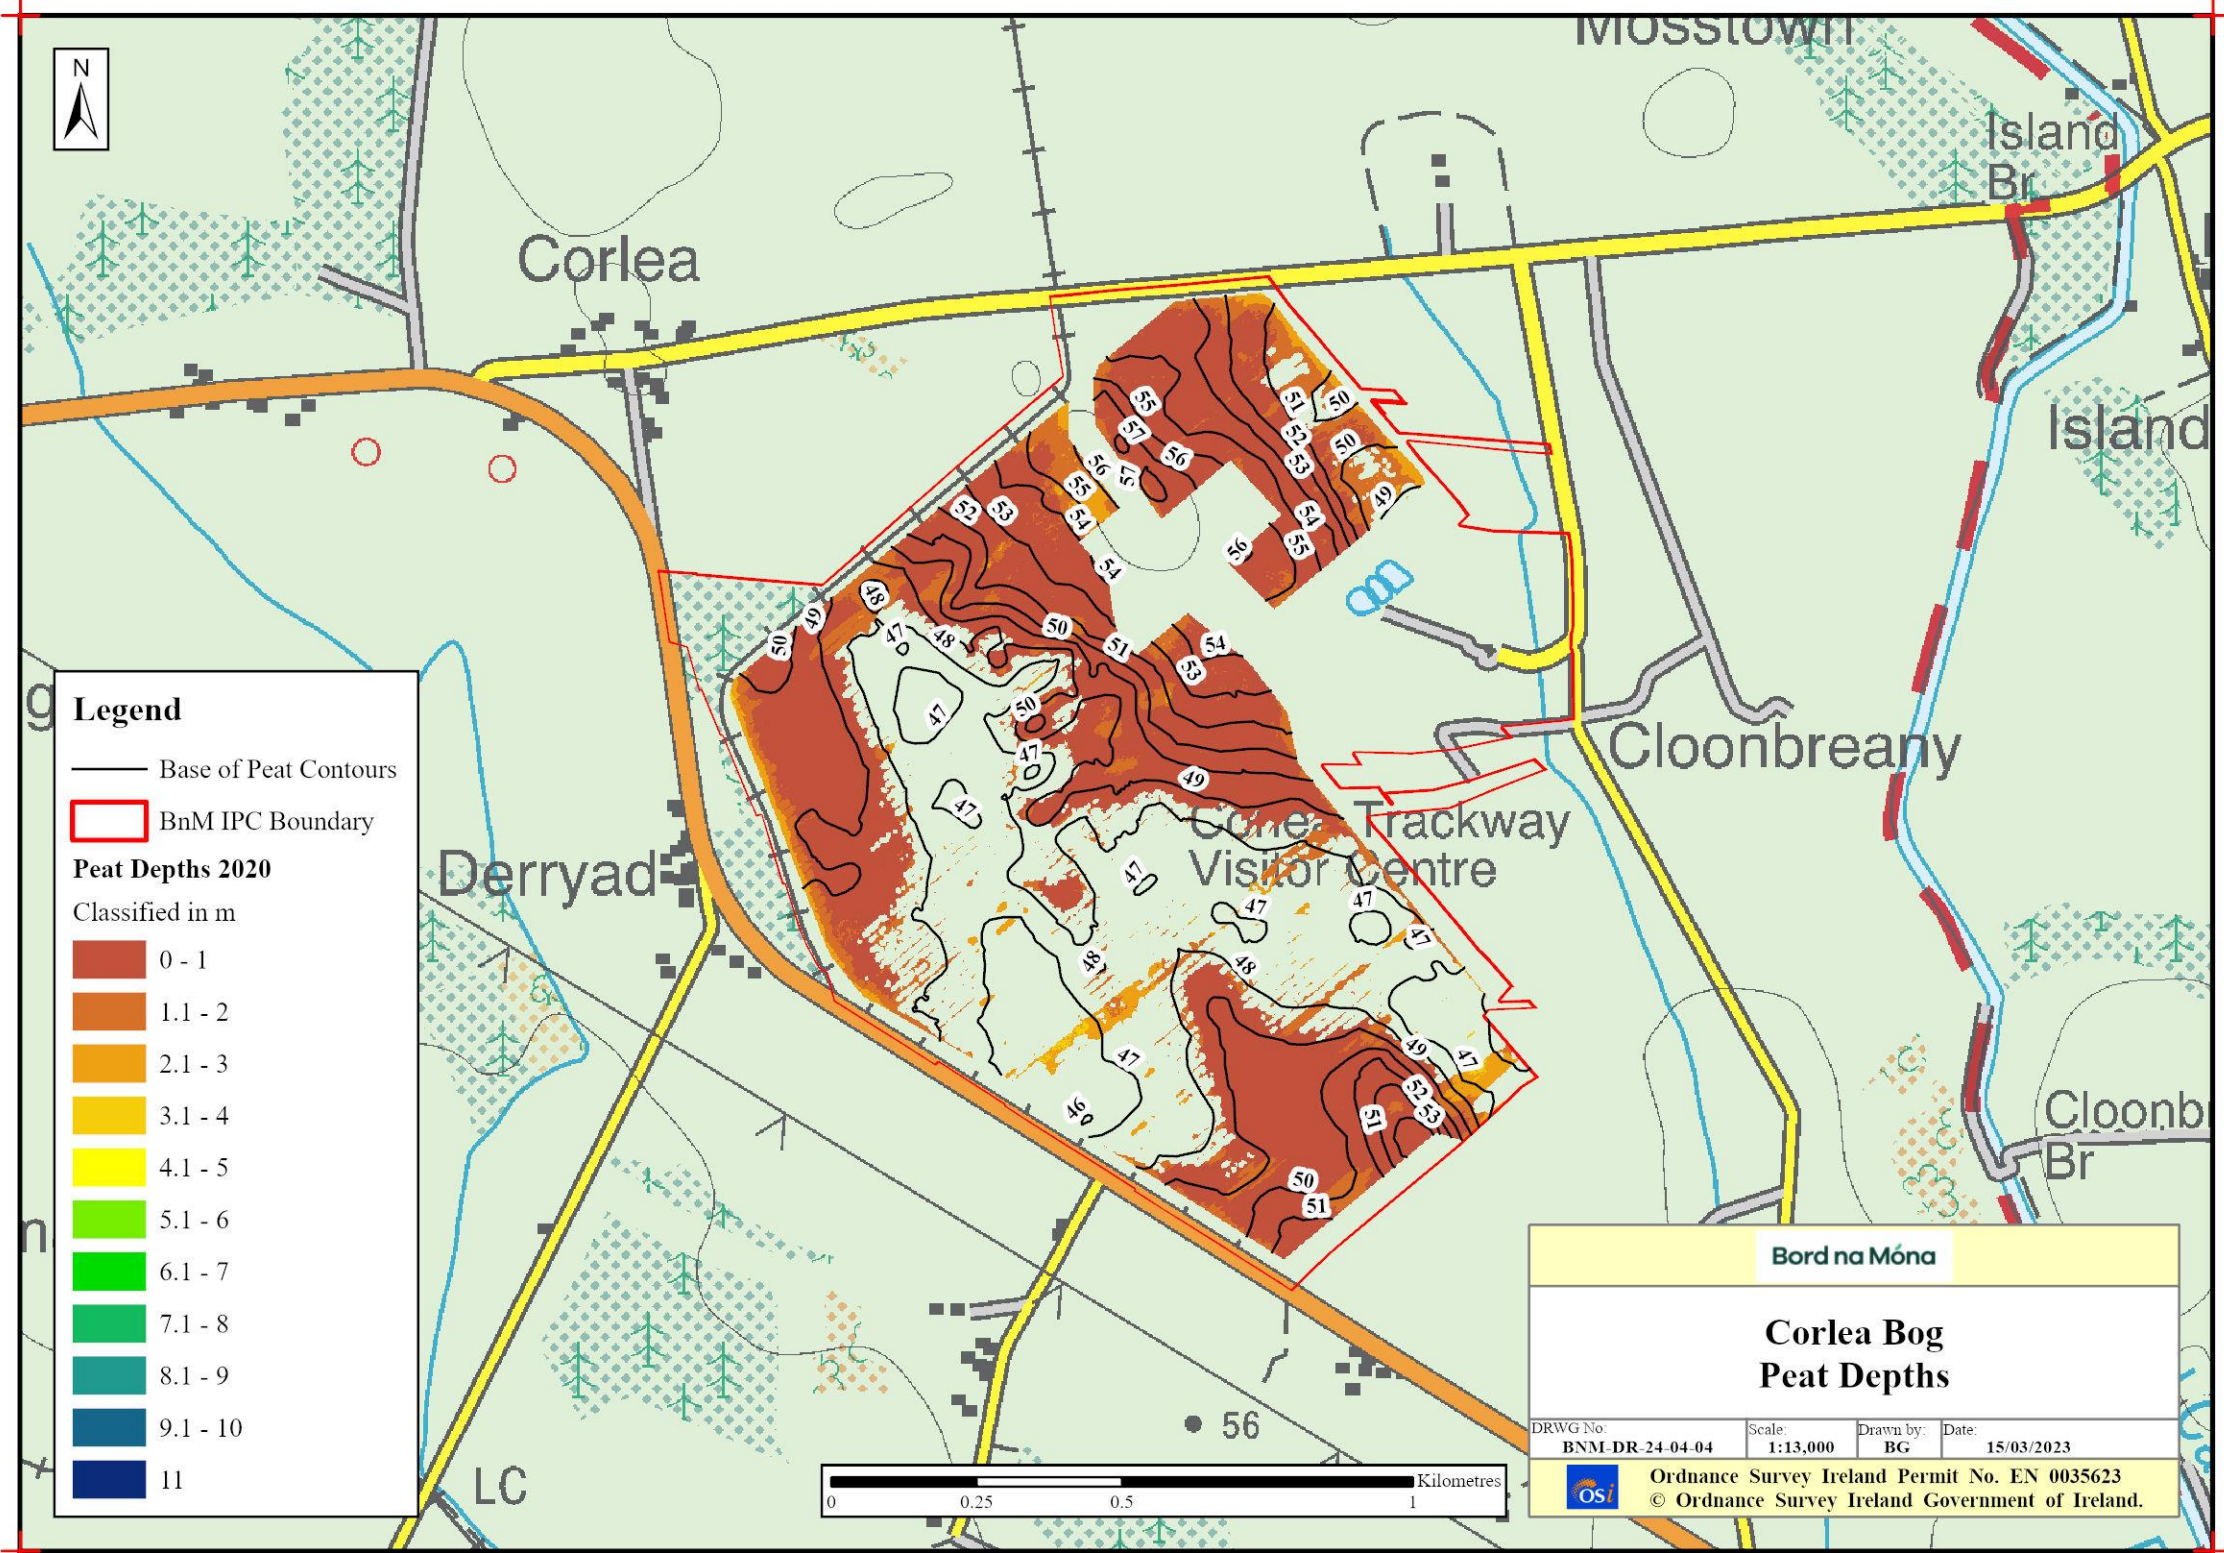 Mosstown
N
Island
Br
Corlea
Island
55
51
50
57
52
50
56
56
57
53
55
49
52
53
54
54
55
56
54
48
49
50
47
48
50
51
54
53
50
47
50
47
49
47
Cloonbreany
Trackway
Visitor Centre
Derryad
47
47
47
47
48
48
49
47
47
52
53
51
46
50
51
Cloonb
Br
g
n
Legend
Base of Peat Contours
BnM IPC Boundary
Peat Depths 2020
Classified in m
0 - 1
1.1 - 2
2.1 - 3
3.1 - 4
4.1 - 5
5.1 - 6
6.1 - 7
7.1 - 8
8.1 - 9
9.1 - 10
11
LC
56
0
0.25
0.5
1
Kilometres
Bord na Móna
Corlea Bog
Peat Depths
DRWG No:
BNM-DR-24-04-04
Scale:
1:13,000
Drawn by:
BG
Date:
15/03/2023
OSi
Ordnance Survey Ireland Permit No. EN 0035623
© Ordnance Survey Ireland Government of Ireland.